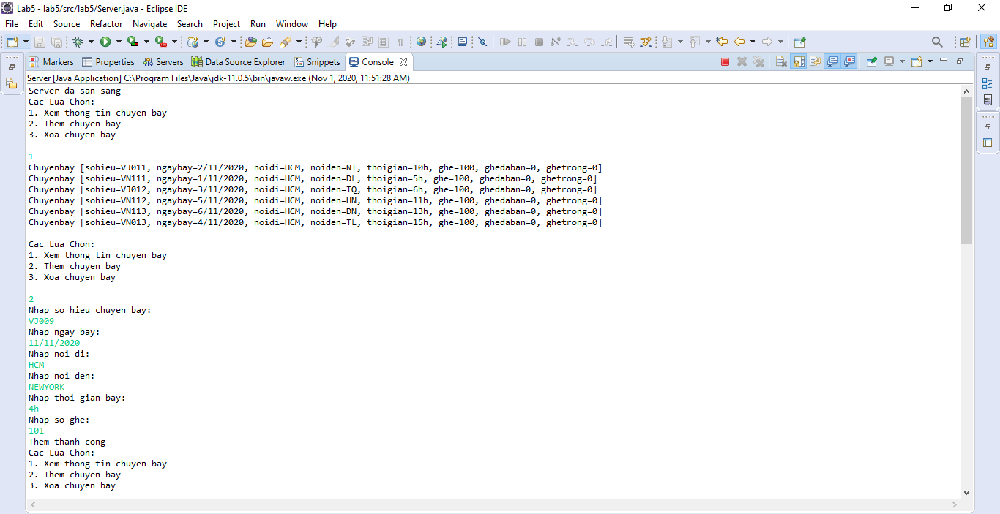 Lab5 - lab5/src/lab5/Server.java - Eclipse IDE
File Edit Source Refactor Navigate Search Project Run Window Help
Markers Properties Servers Data Source Explorer Snippets Console
Server [Java Application] C:\Program Files\Java\jdk-11.0.5\bin\javaw.exe (Nov 1, 2020, 11:51:28 AM)
Server da san sang
Cac Lua Chon:
1. Xem thong tin chuyen bay
2. Them chuyen bay
3. Xoa chuyen bay
1
Chuyenbay [sohieu=VJ011, ngaybay=2/11/2020, noidi=HCM, noiden=NT, thoigian=10h, ghe=100, ghedaban=0, ghetrong=0]
Chuyenbay [sohieu=VN111, ngaybay=1/11/2020, noidi=HCM, noiden=DL, thoigian=5h, ghe=100, ghedaban=0, ghetrong=0]
Chuyenbay [sohieu=VJ012, ngaybay=3/11/2020, noidi=HCM, noiden=TQ, thoigian=6h, ghe=100, ghedaban=0, ghetrong=0]
Chuyenbay [sohieu=VN112, ngaybay=5/11/2020, noidi=HCM, noiden=HN, thoigian=11h, ghe=100, ghedaban=0, ghetrong=0]
Chuyenbay [sohieu=VN113, ngaybay=6/11/2020, noidi=HCM, noiden=DN, thoigian=13h, ghe=100, ghedaban=0, ghetrong=0]
Chuyenbay [sohieu=VN013, ngaybay=4/11/2020, noidi=HCM, noiden=TL, thoigian=15h, ghe=100, ghedaban=0, ghetrong=0]
Cac Lua Chon:
1. Xem thong tin chuyen bay
2. Them chuyen bay
3. Xoa chuyen bay
2
Nhap so hieu chuyen bay:
VJ009
Nhap ngay bay:
11/11/2020
Nhap noi di:
HCM
Nhap noi den:
NEWYORK
Nhap thoi gian bay:
4h
Nhap so ghe:
101
Them thanh cong
Cac Lua Chon:
1. Xem thong tin chuyen bay
2. Them chuyen bay
3. Xoa chuyen bay